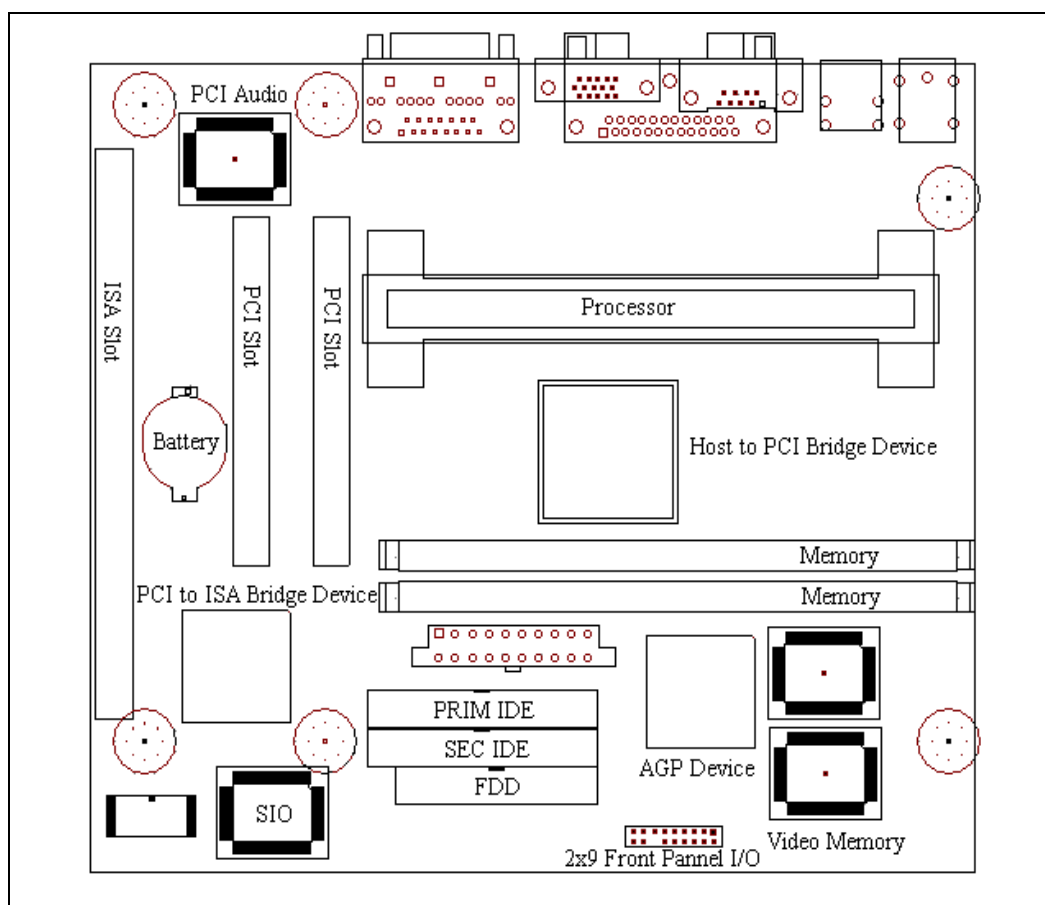 PCI Audio
ISA Slot
PCI Slot
PCI Slot
Processor
Battery
Host to PCI Bridge Device
Memory
PCI to ISA Bridge Device
Memory
PRIM IDE
SEC IDE
AGP Device
FDD
SIO
Video Memory
2x9 Front Pannel I/O